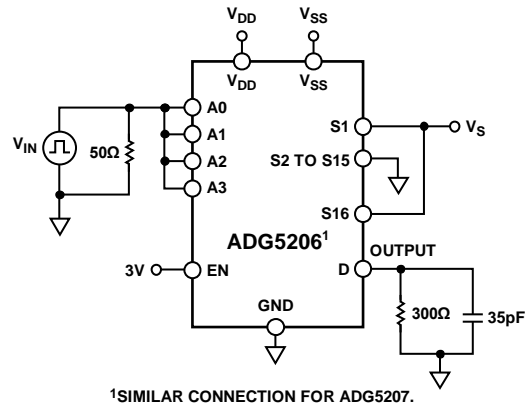 VDD
VSS
VDD
VSS
VIN
50Ω
A0
A1
A2
A3
S1
VS
S2 TO S15
S16
ADG5206¹
OUTPUT
3V
EN
D
GND
300Ω
35pF
¹SIMILAR CONNECTION FOR ADG5207.